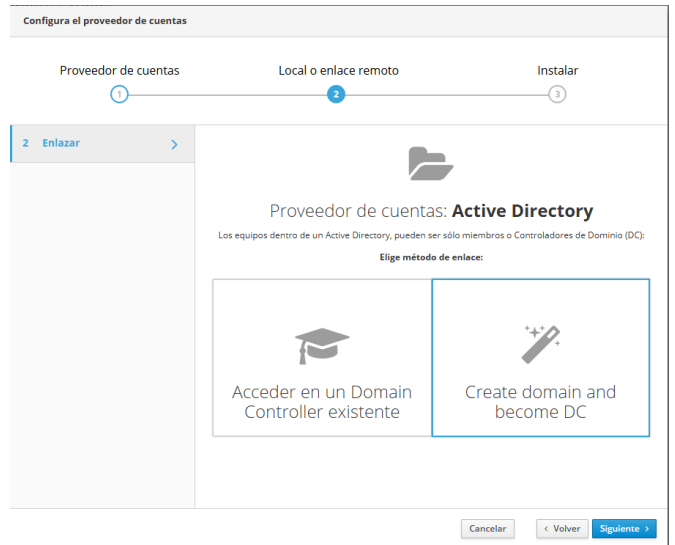 Configura el proveedor de cuentas
Proveedor de cuentas
Local o enlace remoto
Instalar
1
2
3
2 Enlazar
Proveedor de cuentas: Active Directory
Los equipos dentro de un Active Directory, pueden ser sólo miembros o Controladores de Dominio (DC):
Elige método de enlace:
Acceder en un Domain
Controller existente
Create domain and
become DC
Cancelar
< Volver
Siguiente >